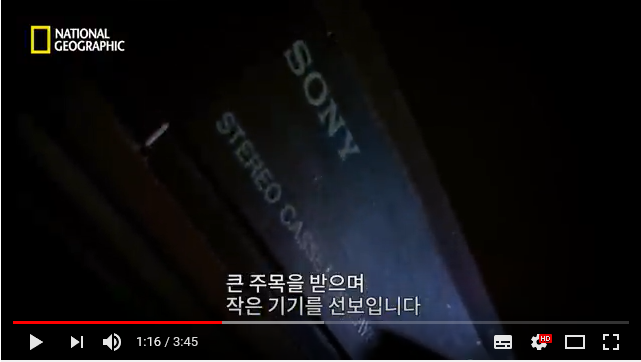 NATIONAL
GEOGRAPHIC
SONY
STEREO
큰 주목을 받으며
작은 기기를 선보입니다
1:16 / 3:45
HD